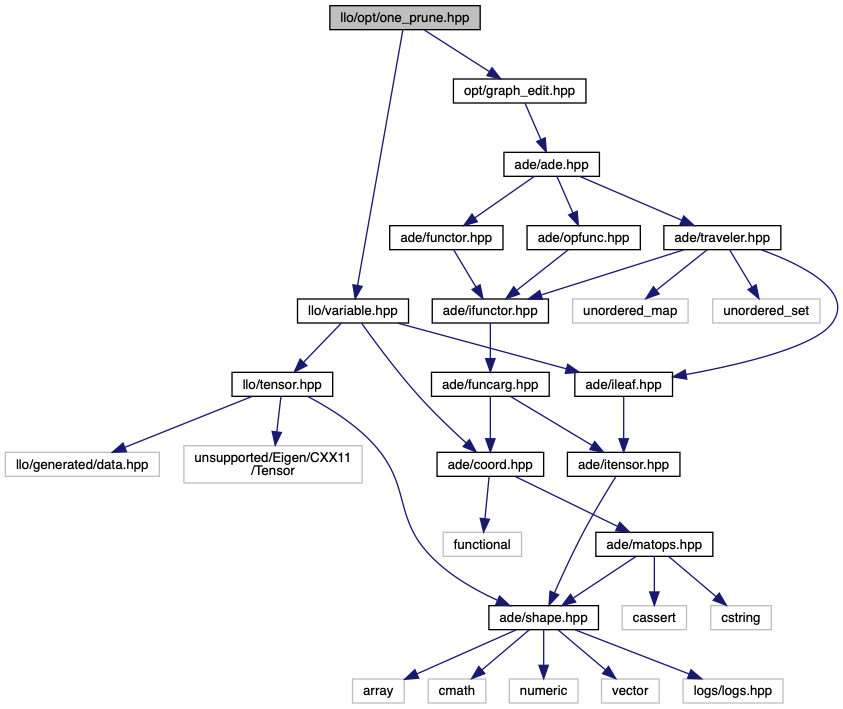 llo/opt/one_prune.hpp
opt/graph_edit.hpp
ade/ade.hpp
ade/functor.hpp
ade/opfunc.hpp
ade/traveler.hpp
llo/variable.hpp
ade/ifunctor.hpp
unordered_map
unordered_set
llo/tensor.hpp
ade/funcarg.hpp
ade/ileaf.hpp
llo/generated/data.hpp
unsupported/Eigen/CXX11
/Tensor
ade/coord.hpp
ade/itensor.hpp
functional
ade/matops.hpp
ade/shape.hpp
cassert
cstring
array
cmath
numeric
vector
logs/logs.hpp